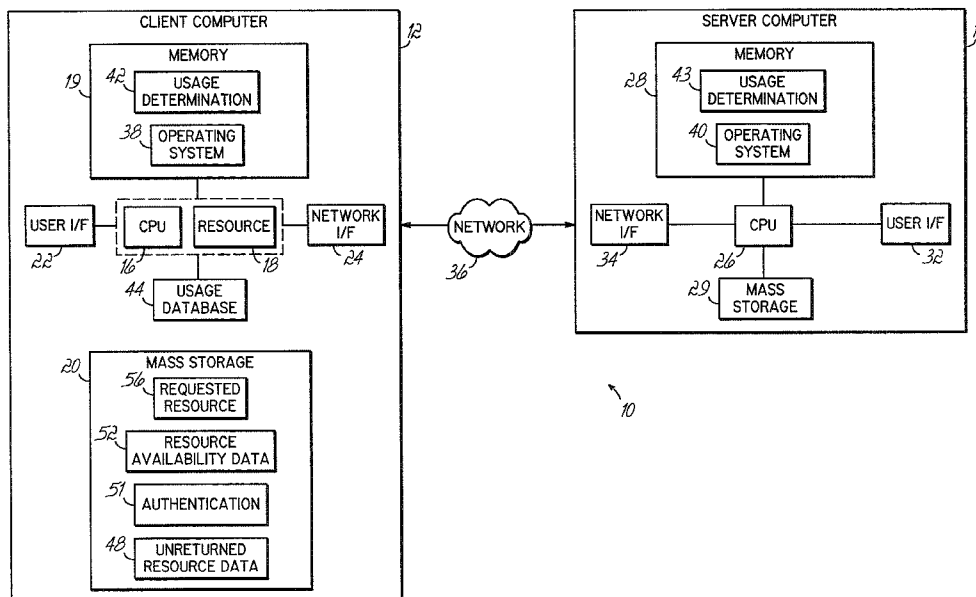 CLIENT COMPUTER
12
MEMORY
19
42
USAGE
DETERMINATION
38
OPERATING
SYSTEM
USER I/F
22
CPU
16
RESOURCE
18
NETWORK
I/F
24
44
USAGE
DATABASE
20
MASS STORAGE
56
REQUESTED
RESOURCE
52
RESOURCE
AVAILABILITY DATA
51
AUTHENTICATION
48
UNRETURNED
RESOURCE DATA
NETWORK
36
SERVER COMPUTER
MEMORY
28
43
USAGE
DETERMINATION
40
OPERATING
SYSTEM
NETWORK
I/F
34
CPU
26
USER I/F
32
29
MASS
STORAGE
10